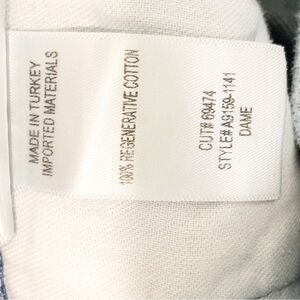 MADE IN TURKEY
IMPORTED MATERIALS
100% REGENERATIVE COTTON
CUT# 69474
STYLE# A9159-1141
DAME